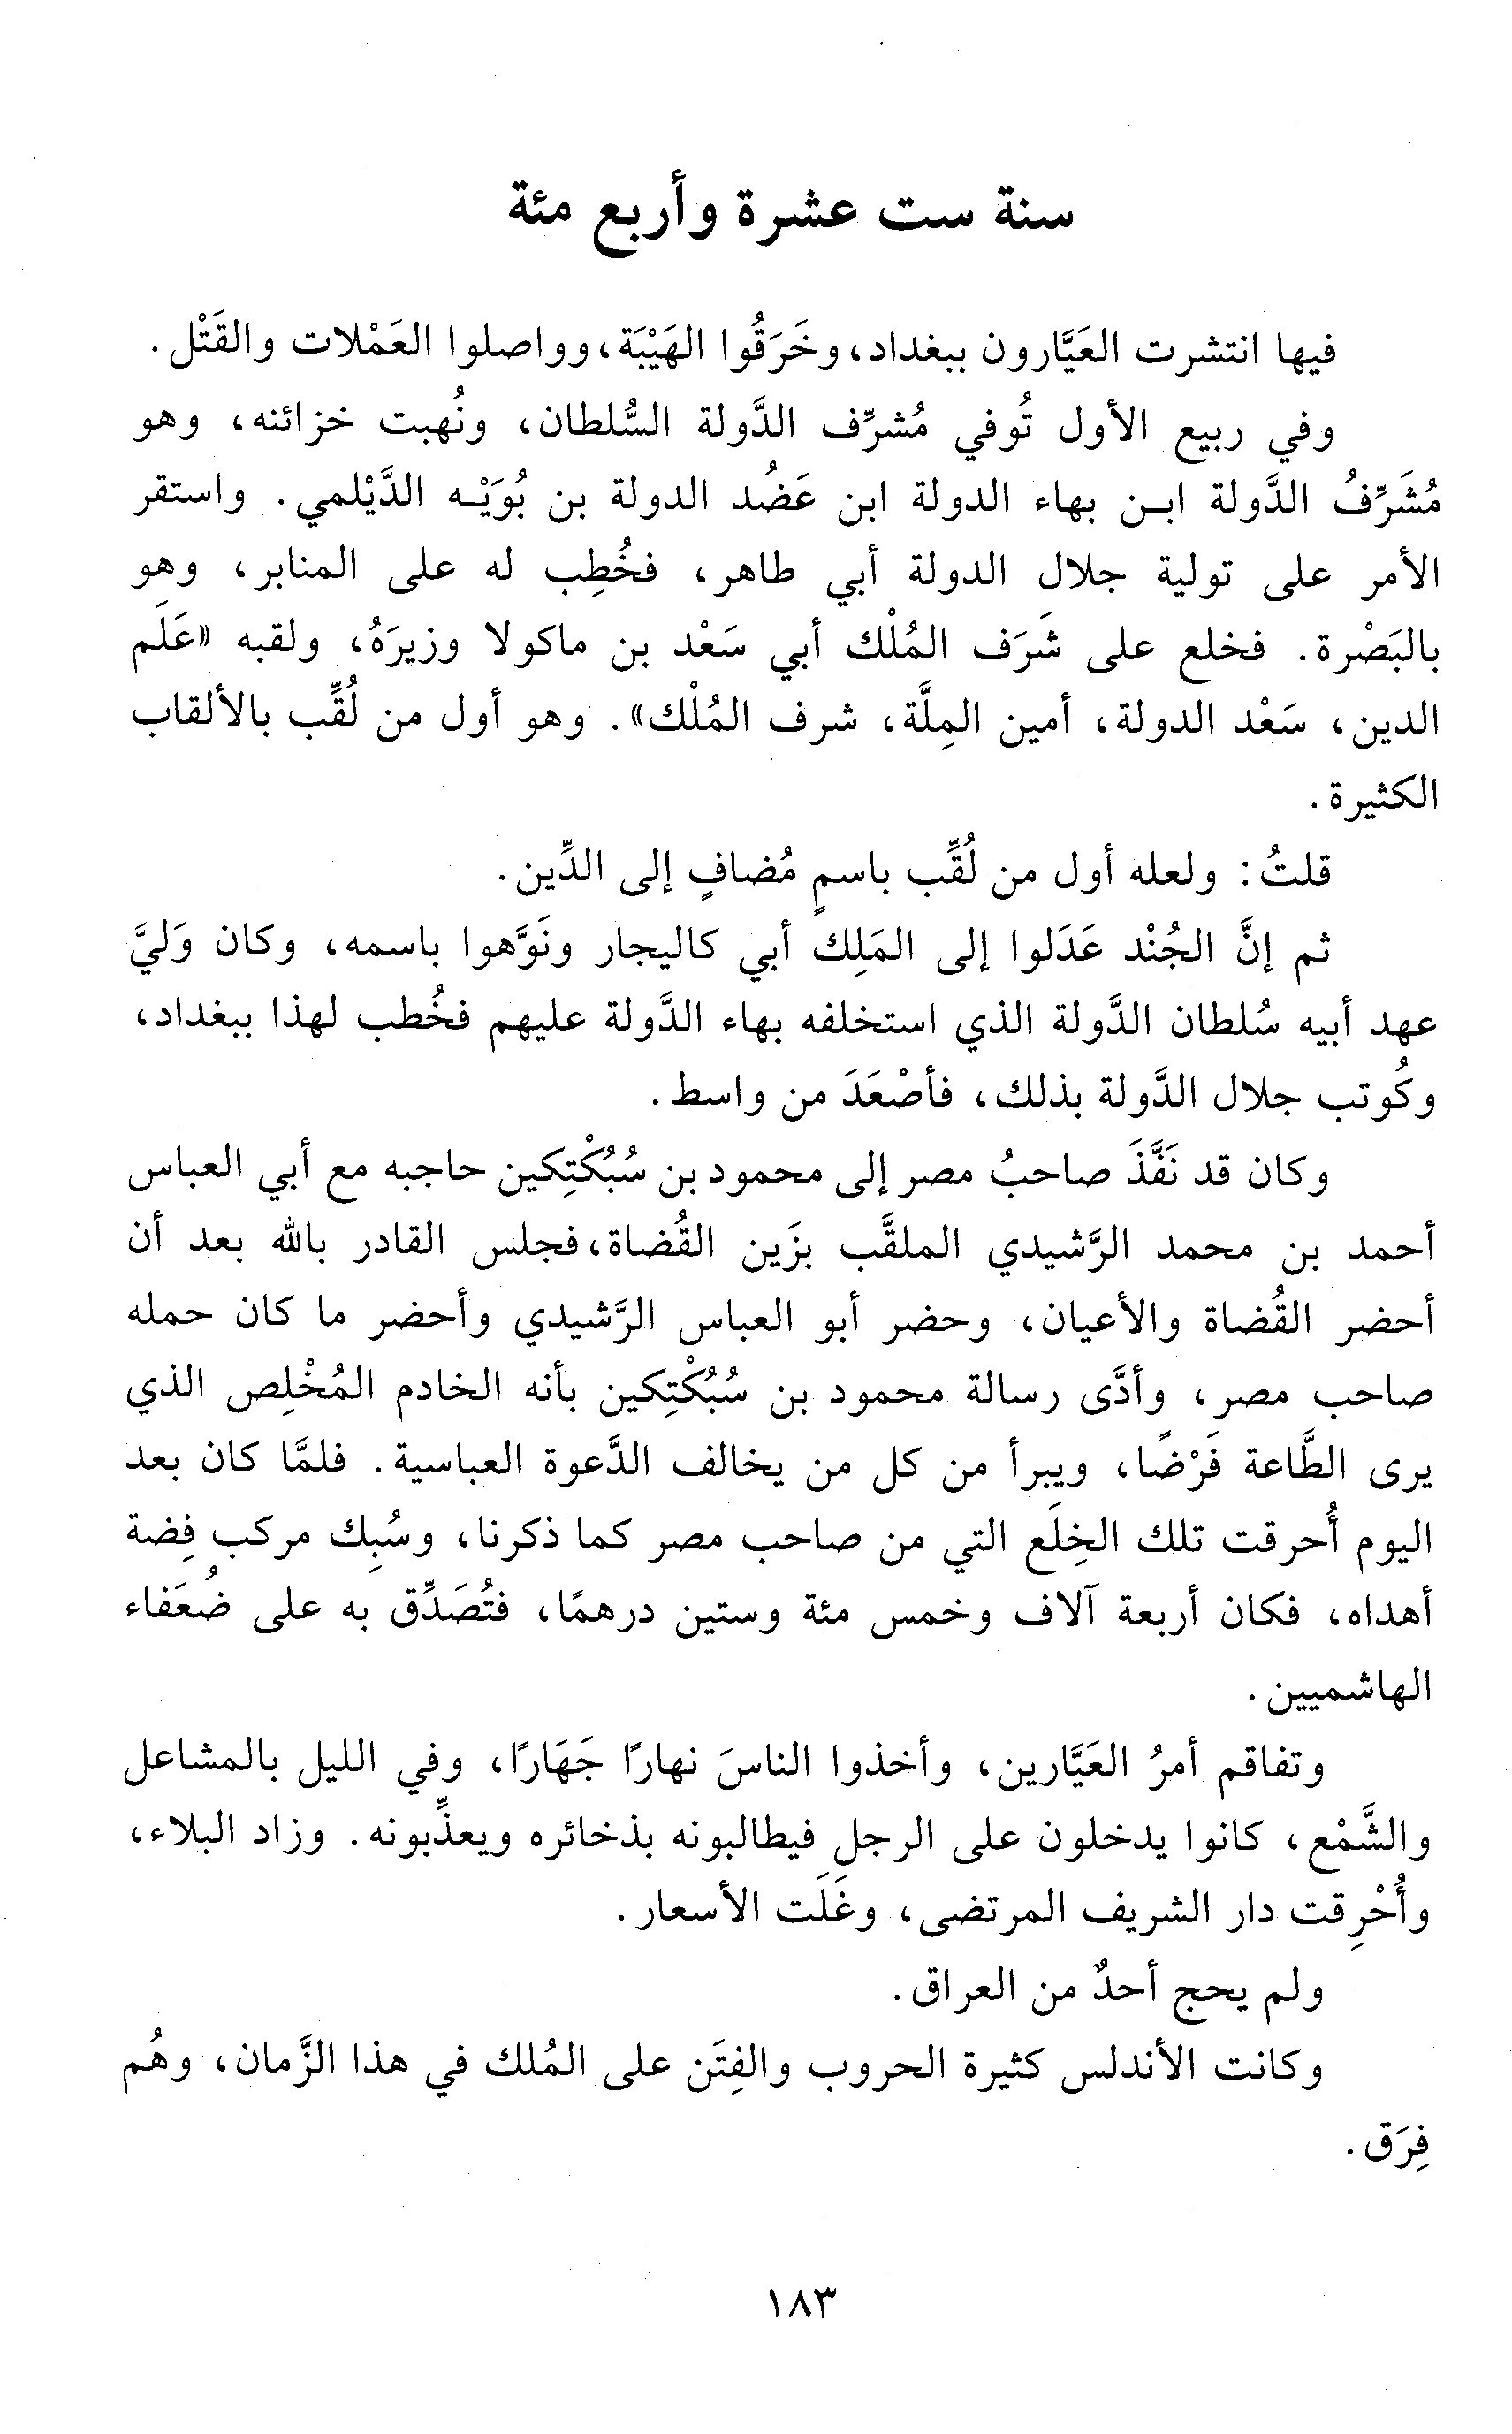 سنة ست عشرة وأربع مئة
فيها انتشرت العَيَّارون ببغداد، وخَرَقُوا الهَيْبَة، وواصلوا العَمْلات والقَتْل.
وفي ربيع الأول تُوفي مُشرِّف الدَّولة السُّلطان، ونُهبت خزائنه، وهو
مُشَرِّفُ الدَّولة ابن بهاء الدولة ابن عَضُد الدولة بن بُوَيْه الدَّيْلمي. واستقر
الأمر على تولية جلال الدولة أبي طاهر، فخُطِب له على المنابر، وهو
بالبَصْرة. فخلع على شَرَف المُلْك أبي سَعْد بن ماكولا وزيرَهُ، ولقبه «عَلَم
الدين، سَعْد الدولة، أمين المِلَّة، شرف المُلْك». وهو أول من لُقِّب بالألقاب
الكثيرة.
قلتُ: ولعله أول من لُقِّب باسمٍ مُضافٍ إلى الدِّين.
ثم إنَّ الجُنْد عَدَلوا إلى المَلِك أبي كاليجار ونَوَّهوا باسمه، وكان وَليَّ
عهد أبيه سُلطان الدَّولة الذي استخلفه بهاء الدَّولة عليهم فخُطب لهذا ببغداد،
وكُوتب جلال الدَّولة بذلك، فأصْعَدَ من واسط.
وكان قد نَفَّذَ صاحبُ مصر إلى محمود بن سُبُكْتِكين حاجبه مع أبي العباس
أحمد بن محمد الرَّشيدي الملقَّب بزَين القُضاة، فجلس القادر بالله بعد أن
أحضر القُضاة والأعيان، وحضر أبو العباس الرَّشيدي وأحضر ما كان حمله
صاحب مصر، وأدَّى رسالة محمود بن سُبُكْتِكين بأنه الخادم المُخْلِص الذي
يرى الطَّاعة فَرْضًا، ويبرأ من كل من يخالف الدَّعوة العباسية. فلمَّا كان بعد
اليوم أُحرقت تلك الخِلَع التي من صاحب مصر كما ذكرنا، وسُبِك مركب فِضة
أهداه، فكان أربعة آلاف وخمس مئة وستين درهمًا، فتُصَدِّق به على ضُعَفاء
الهاشميين.
وتفاقم أمرُ العَيَّارين، وأخذوا الناسَ نهارًا جَهَارًا، وفي الليل بالمشاعل
والشَّمْع، كانوا يدخلون على الرجل فيطالبونه بذخائره ويعذِّبونه. وزاد البلاء،
وأُحْرِقت دار الشريف المرتضى، وغَلَت الأسعار.
ولم يحج أحدٌ من العراق.
وكانت الأندلس كثيرة الحروب والفِتَن على المُلك في هذا الزَّمان، وهُم
فِرَق.
١٨٣